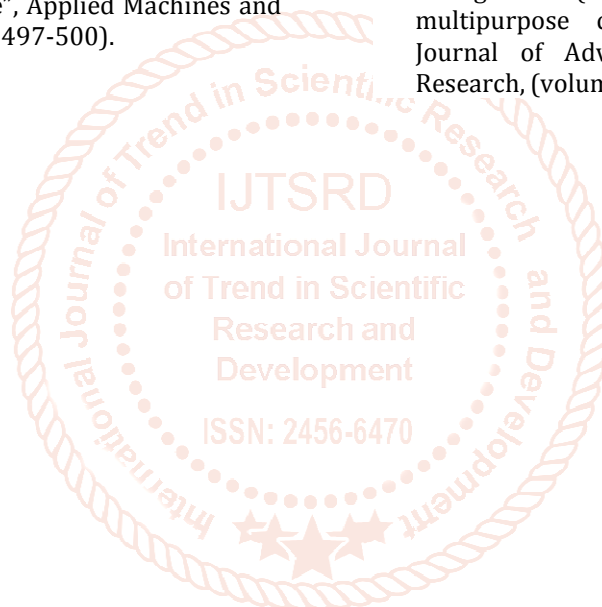 e", Applied Machines and
497-500).
multipurpose
Journal of Adv
Research, (volum
International Journal of Trend in Scientific Research and Development
IJTSRD
International Journal
of Trend in Scientific
Research and
Development
ISSN: 2456-6470